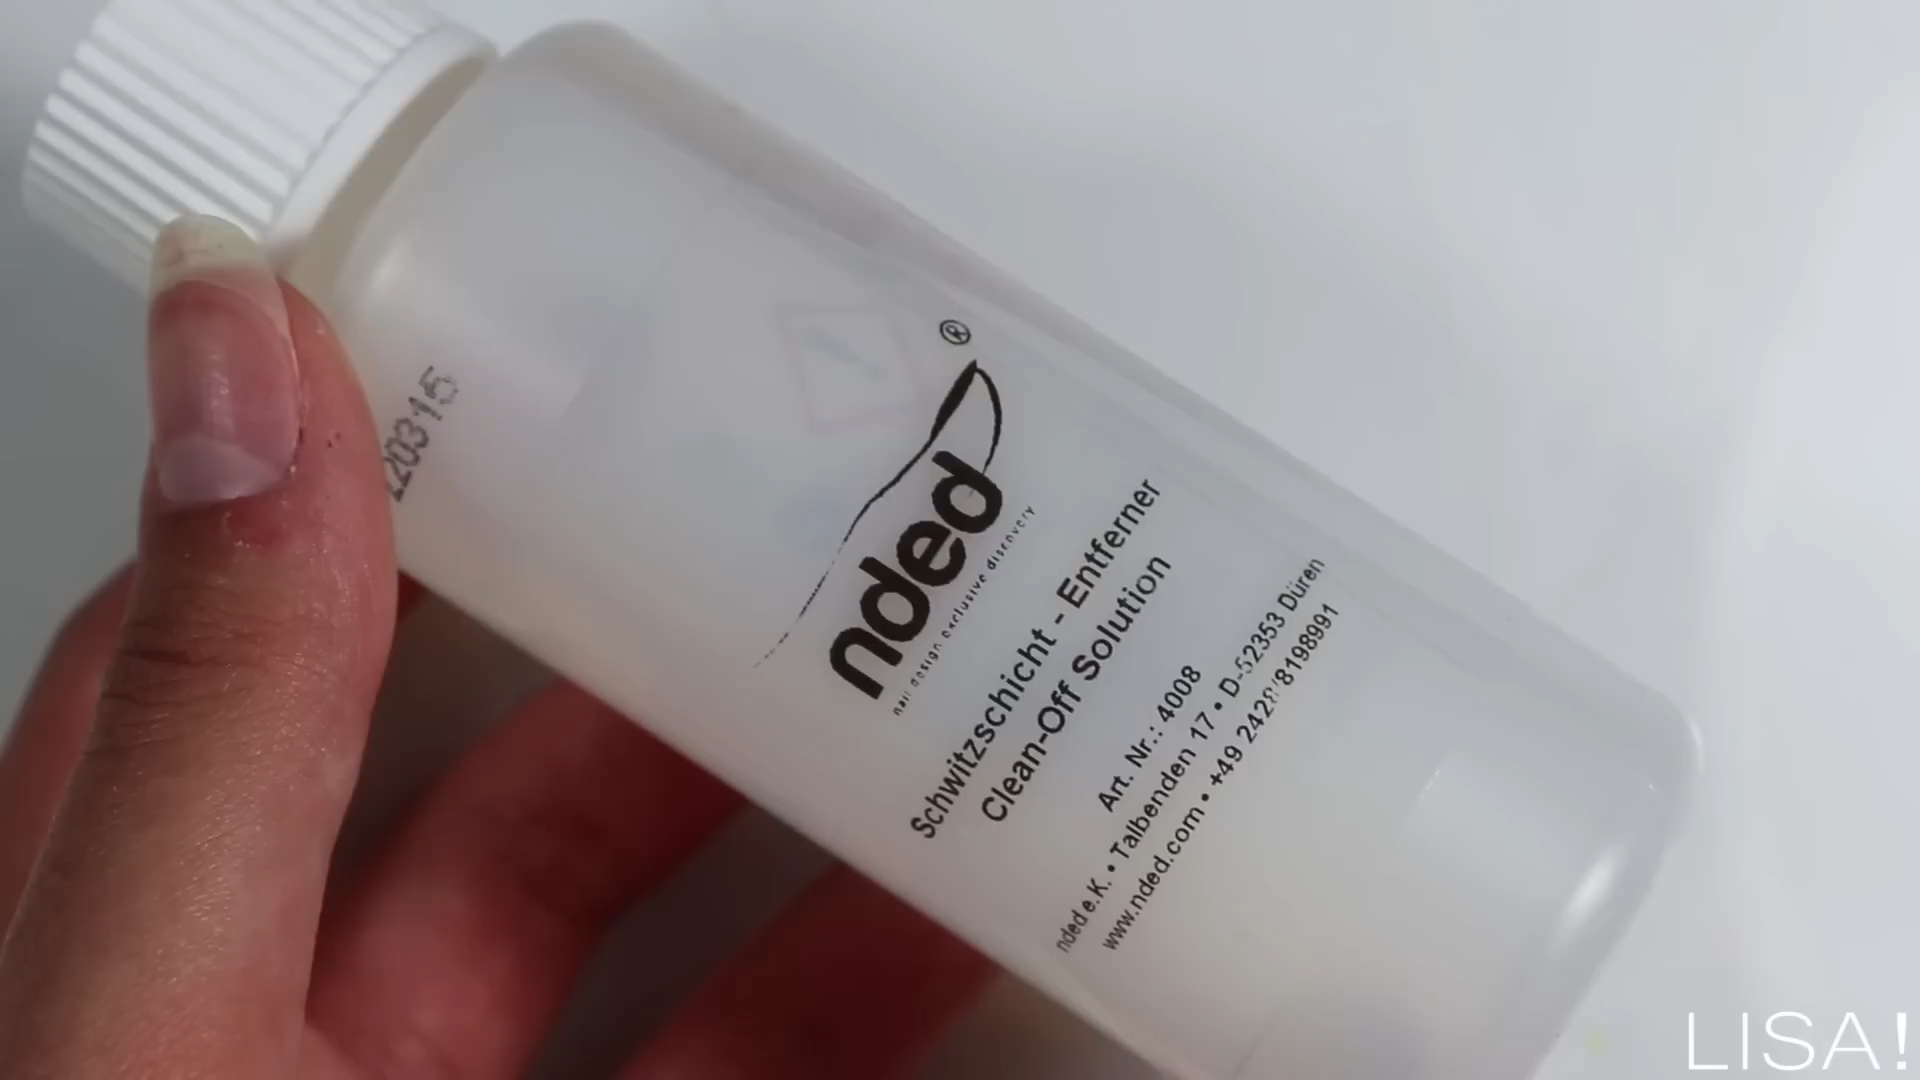 220315
®
nded
nail design exclusive discovery
Schwitzschicht - Entferner
Clean-Off Solution
Art. Nr.: 4008
nded e.K. • Talbenden 17 • D-52353 Düren
www.nded.com • +49 2428/8198991
LISA!